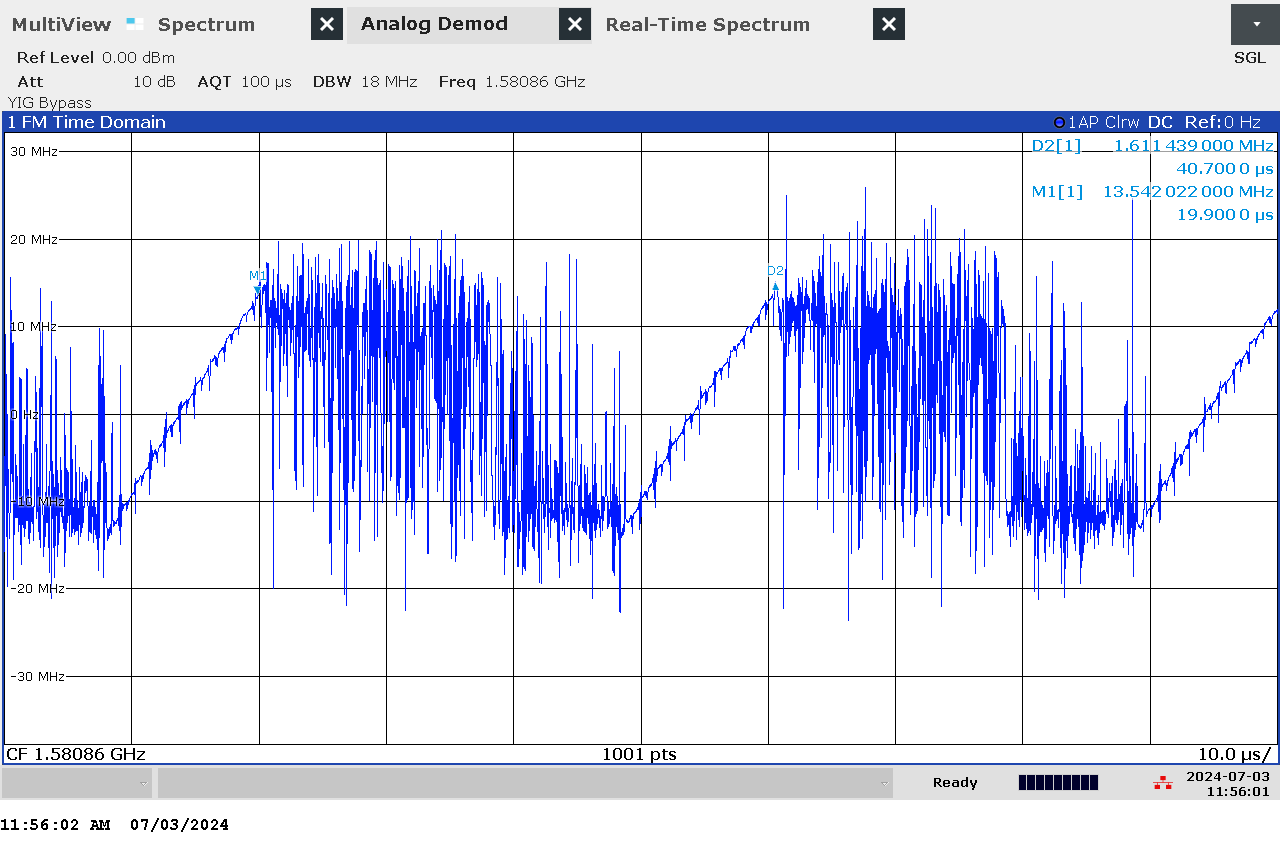 MultiView Spectrum Analog Demod Real-Time Spectrum
Ref Level 0.00 dBm SGL
Att 10 dB AQT 100 µs DBW 18 MHz Freq 1.58086 GHz
YIG Bypass
1 FM Time Domain 1AP Clrw DC Ref:0 Hz
30 MHz
D2[1] 1.611 439 000 MHz
40.700 0 µs
M1[1] 13.542 022 000 MHz
19.900 0 µs
20 MHz
M1 D2
10 MHz
0 Hz
-10 MHz
-20 MHz
-30 MHz
CF 1.58086 GHz 1001 pts 10.0 µs/
Ready 2024-07-03
11:56:01
11:56:02 AM 07/03/2024